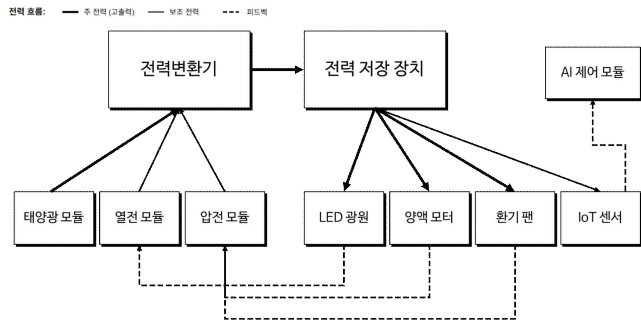 전력 흐름: 주 전력 (고출력) 보조 전력 피드백
전력변환기 전력 저장 장치
AI 제어 모듈
태양광 모듈 열전 모듈 압전 모듈 LED 광원 양액 모터 환기 팬 IoT 센서